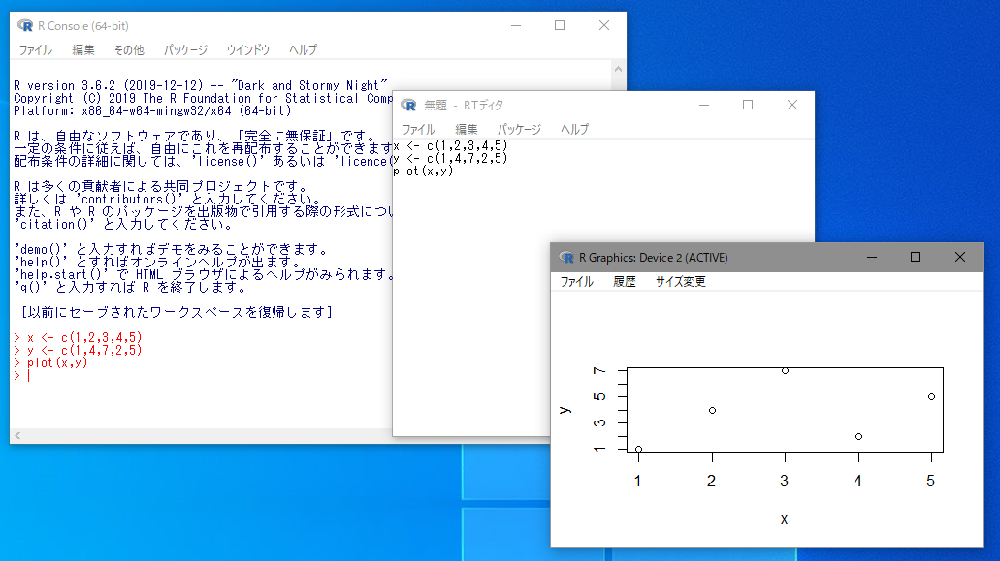 R Console (64-bit)
ファイル 編集 その他 パッケージ ウインドウ ヘルプ
R version 3.6.2 (2019-12-12) -- "Dark and Stormy Night"
Copyright (C) 2019 The R Foundation for Statistical Comp
Platform: x86_64-w64-mingw32/x64 (64-bit)
R は、自由なソフトウェアであり、「完全に無保証」です。
一定の条件に従えば、自由にこれを再配布することができます
配布条件の詳細に関しては、'license()' あるいは 'licence(
R は多くの貢献者による共同プロジェクトです。
詳しくは 'contributors()' と入力してください。
また、R や R のパッケージを出版物で引用する際の形式につい
'citation()' と入力してください。
'demo()' と入力すればデモをみることができます。
'help()' とすればオンラインヘルプが出ます。
'help.start()' で HTML ブラウザによるヘルプがみられます。
'q()' と入力すれば R を終了します。
[以前にセーブされたワークスペースを復帰します]
> x <- c(1,2,3,4,5)
> y <- c(1,4,7,2,5)
> plot(x,y)
>
無題 - Rエディタ
ファイル 編集 パッケージ ヘルプ
x <- c(1,2,3,4,5)
y <- c(1,4,7,2,5)
plot(x,y)
R Graphics: Device 2 (ACTIVE)
ファイル 履歴 サイズ変更
7
5
3
1
y
1 2 3 4 5
x